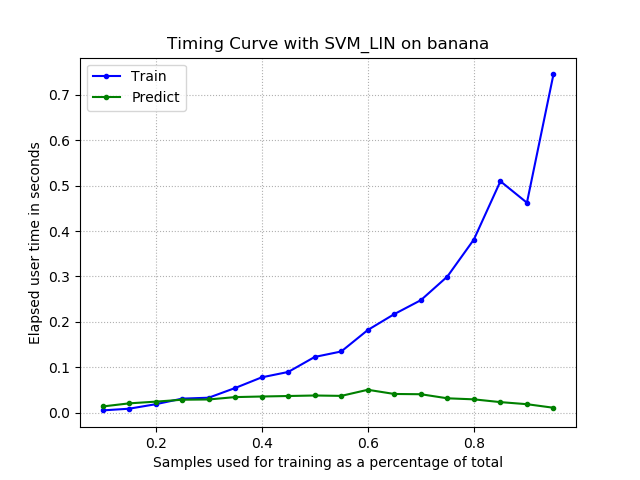 Timing Curve with SVM_LIN on banana
Train
Predict
Elapsed user time in seconds
0.7
0.6
0.5
0.4
0.3
0.2
0.1
0.0
0.2 0.4 0.6 0.8
Samples used for training as a percentage of total